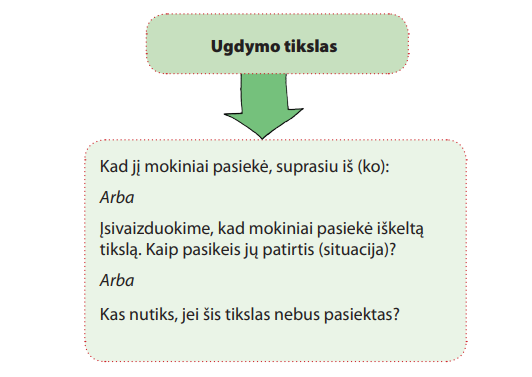 Ugdymo tikslas
Kad jį mokiniai pasiekė, suprasiu iš (ko):
Arba
Įsivaizduokime, kad mokiniai pasiekė iškeltą
tikslą. Kaip pasikeis jų patirtis (situacija)?
Arba
Kas nutiks, jei šis tikslas nebus pasiektas?